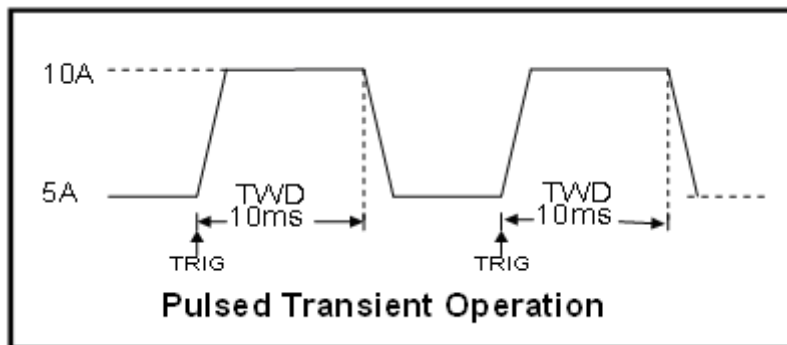 10A
5A
TWD
10ms
TWD
10ms
TRIG
TRIG
Pulsed Transient Operation